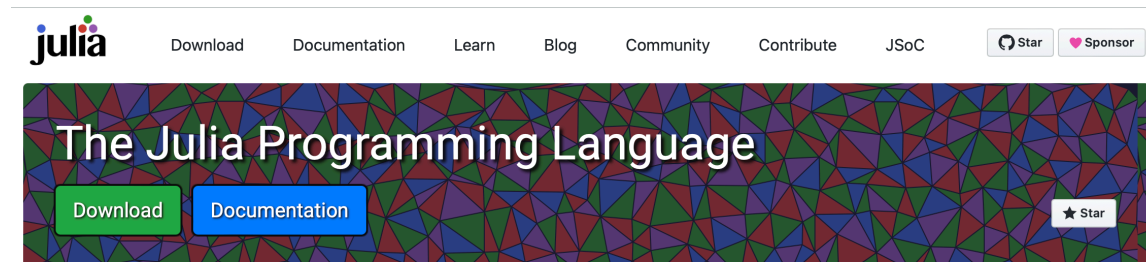 julia Download Documentation Learn Blog Community Contribute JSoC Star Sponsor
The Julia Programming Language
Download Documentation Star